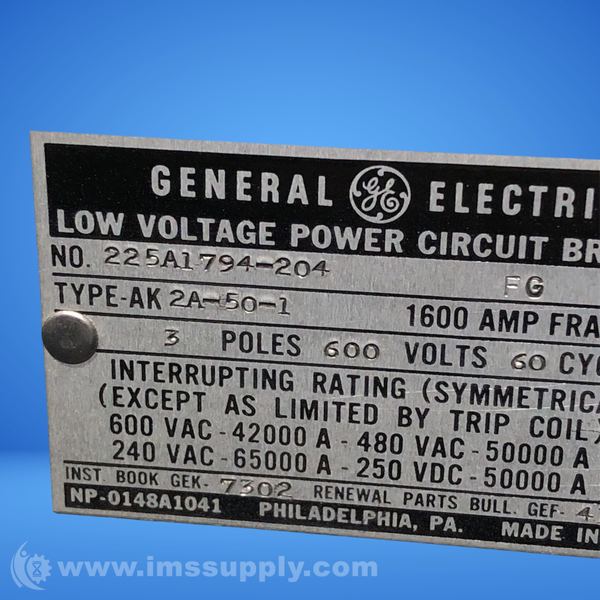 GENERAL GE ELECTRI
LOW VOLTAGE POWER CIRCUIT BR
NO. 225A1794-204 FG
TYPE-AK 2A-50-1 1600 AMP FRA
3 POLES 600 VOLTS 60 CYC
INTERRUPTING RATING (SYMMETRICA
(EXCEPT AS LIMITED BY TRIP COIL)
600 VAC-42000 A - 480 VAC-50000 A
240 VAC-65000 A - 250 VDC-50000 A
INST. BOOK GEK- 7302 RENEWAL PARTS BULL. GEF- 4
NP-0148A1041 PHILADELPHIA, PA. MADE IN
www.imssupply.com